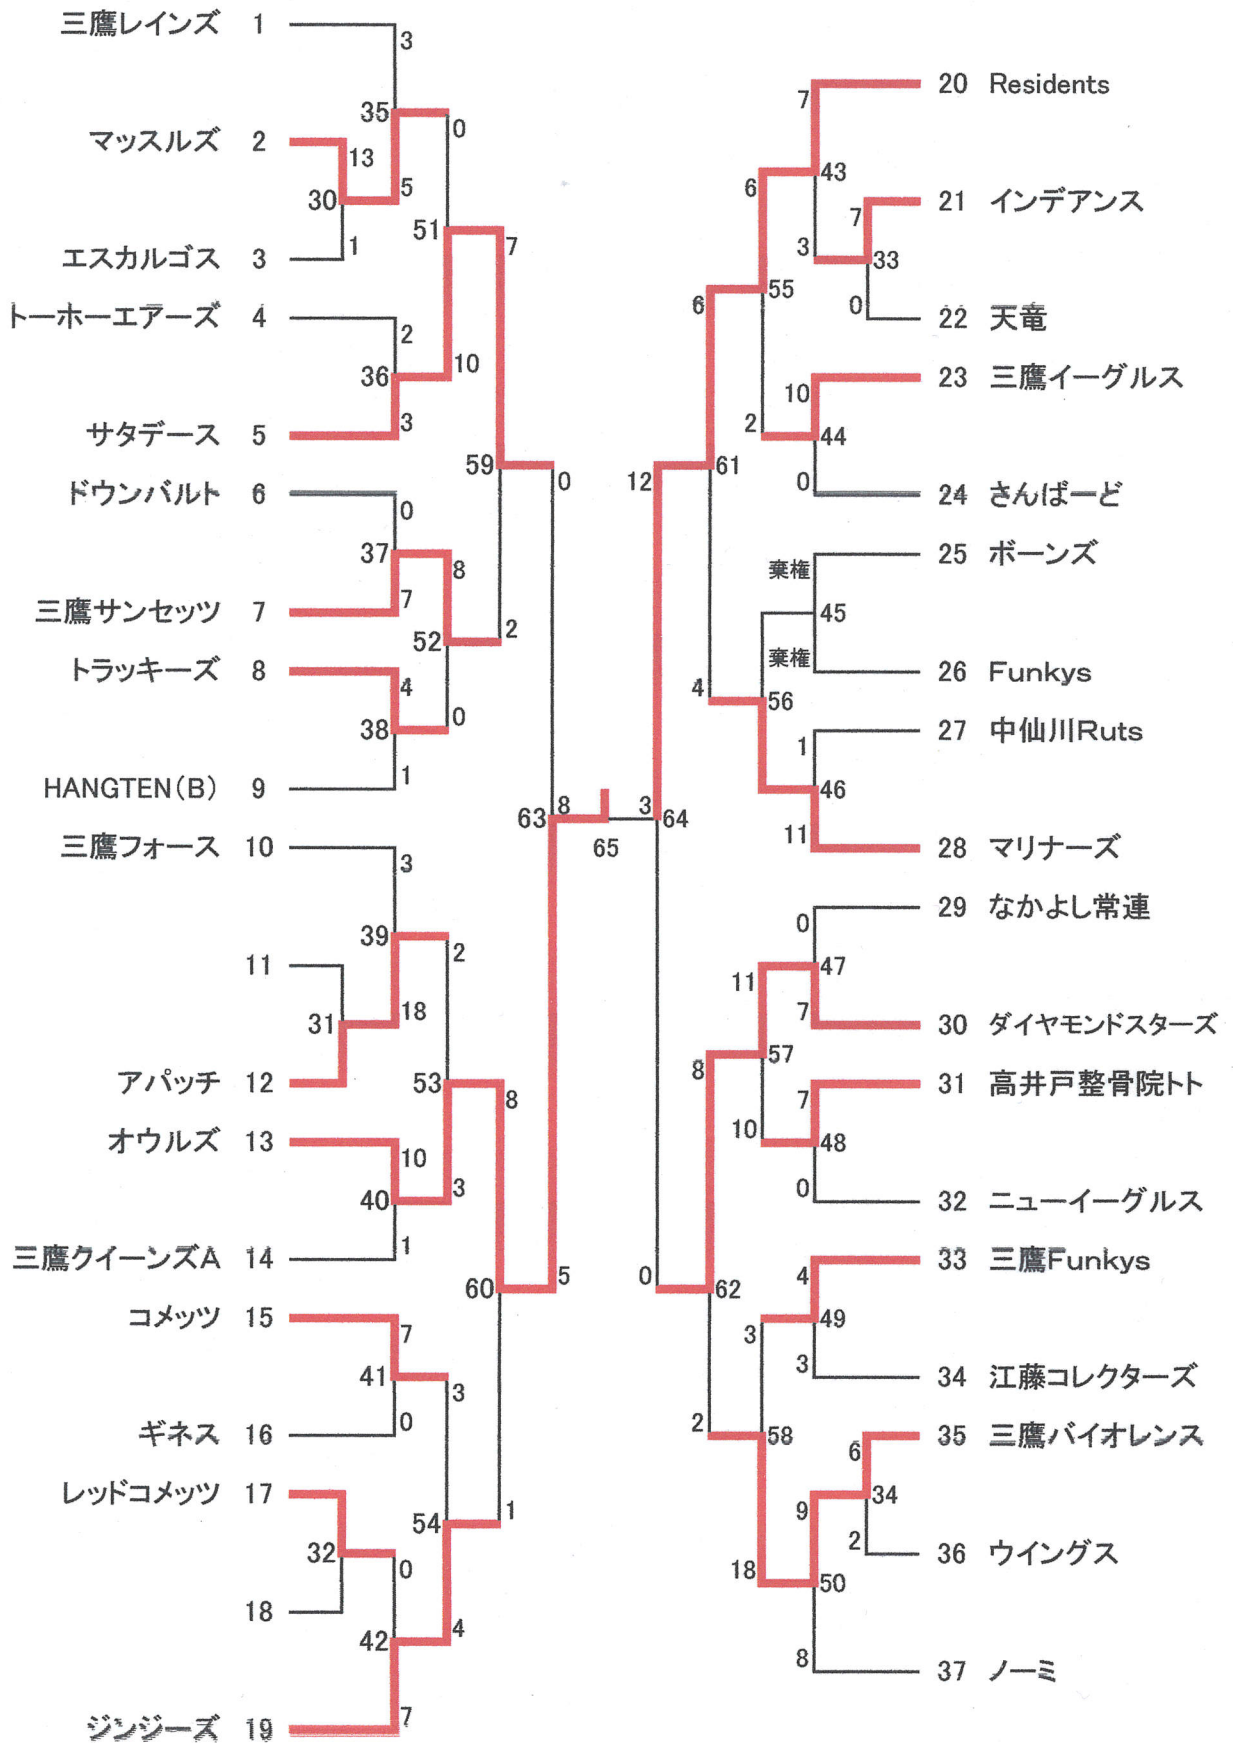 三鷹レインズ 1
マッスルズ 2
エスカルゴス 3
トーホーエアーズ 4
サタデース 5
ドウンバルト 6
三鷹サンセッツ 7
トラッキーズ 8
HANGTEN(B) 9
三鷹フォース 10
11
アパッチ 12
オウルズ 13
三鷹クイーンズA 14
コメッツ 15
ギネス 16
レッドコメッツ 17
18
ジンジーズ 19
3
35
0
13
5
30
1
51
7
2
36
10
3
59
0
0
37
8
7
52
2
4
38
0
1
63
8
65
3
39
2
31
18
53
8
10
40
3
1
60
5
7
41
3
0
54
1
32
0
42
4
7
20 Residents
21 インデアンス
22 天竜
23 三鷹イーグルス
24 さんばーど
25 ボーンズ
26 Funkys
27 中仙川Ruts
28 マリナーズ
29 なかよし常連
30 ダイヤモンドスターズ
31 高井戸整骨院トト
32 ニューイーグルス
33 三鷹Funkys
34 江藤コレクターズ
35 三鷹バイオレンス
36 ウイングス
37 ノーミ
7
6
43
7
3
33
0
6
55
10
2
44
0
12
61
棄権
45
棄権
4
56
1
46
11
3
64
0
11
47
7
8
57
7
10
48
0
0
62
4
3
49
3
2
58
6
9
34
2
18
50
8